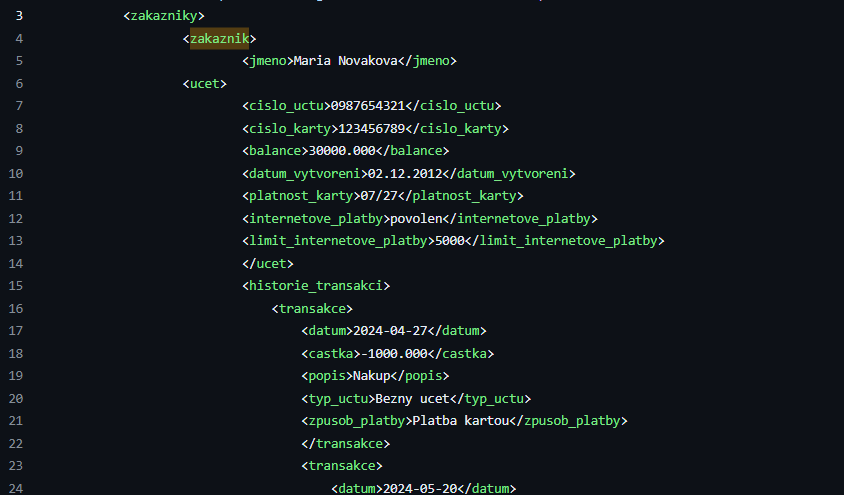 3 <zakazniky>
4 <zakaznik>
5 <jmeno>Maria Novakova</jmeno>
6 <ucet>
7 <cislo_uctu>0987654321</cislo_uctu>
8 <cislo_karty>123456789</cislo_karty>
9 <balance>30000.000</balance>
10 <datum_vytvoreni>02.12.2012</datum_vytvoreni>
11 <platnost_karty>07/27</platnost_karty>
12 <internetove_platby>povolen</internetove_platby>
13 <limit_internetove_platby>5000</limit_internetove_platby>
14 </ucet>
15 <historie_transakci>
16 <transakce>
17 <datum>2024-04-27</datum>
18 <castka>-1000.000</castka>
19 <popis>Nakup</popis>
20 <typ_uctu>Bezny ucet</typ_uctu>
21 <zpusob_platby>Platba kartou</zpusob_platby>
22 </transakce>
23 <transakce>
24 <datum>2024-05-20</datum>